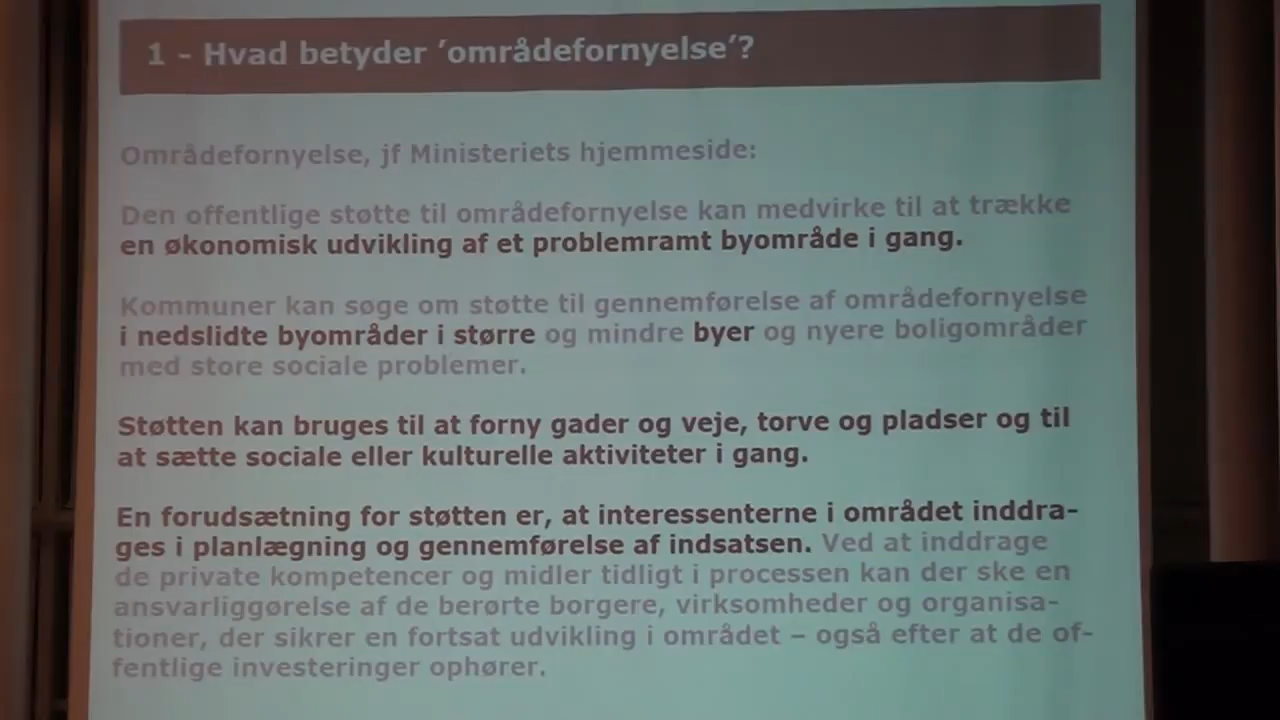 1 - Hvad betyder ’områdefornyelse’?
Områdefornyelse, jf Ministeriets hjemmeside:
Den offentlige støtte til områdefornyelse kan medvirke til at trække
en økonomisk udvikling af et problemramt byområde i gang.
Kommuner kan søge om støtte til gennemførelse af områdefornyelse
i nedslidte byområder i større og mindre byer og nyere boligområder
med store sociale problemer.
Støtten kan bruges til at forny gader og veje, torve og pladser og til
at sætte sociale eller kulturelle aktiviteter i gang.
En forudsætning for støtten er, at interessenterne i området inddra-
ges i planlægning og gennemførelse af indsatsen. Ved at inddrage
de private kompetencer og midler tidligt i processen kan der ske en
ansvarliggørelse af de berørte borgere, virksomheder og organisa-
tioner, der sikrer en fortsat udvikling i området – også efter at de of-
fentlige investeringer ophører.